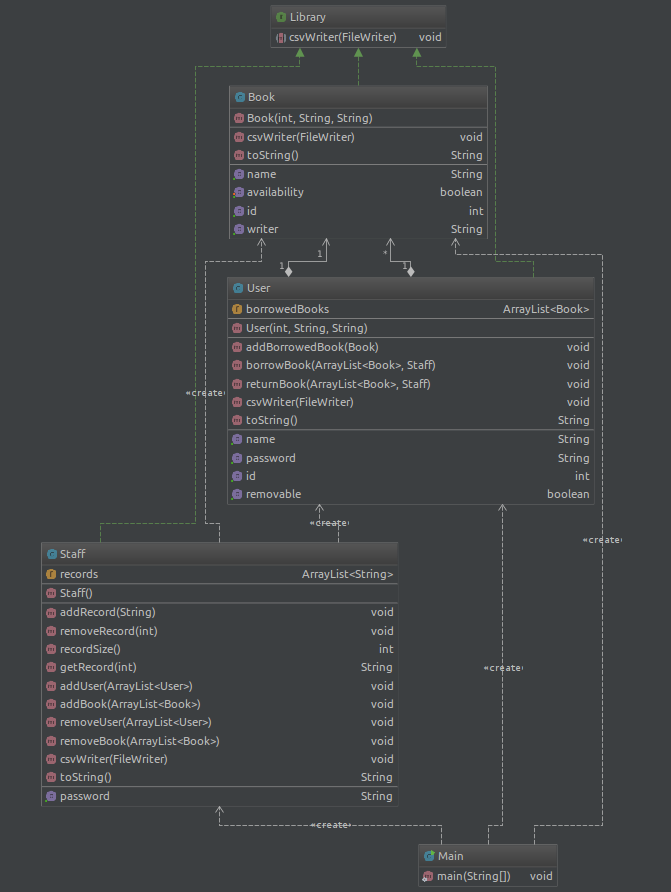 Library
csvWriter(FileWriter) void
Book
Book(int, String, String)
csvWriter(FileWriter) void
toString() String
name String
availability boolean
id int
writer String
1 *
1 1
User
borrowedBooks ArrayList<Book>
User(int, String, String)
addBorrowedBook(Book) void
borrowBook(ArrayList<Book>, Staff) void
returnBook(ArrayList<Book>, Staff) void
csvWriter(FileWriter) void
toString() String
name String
password String
id int
removable boolean
«create»
«create»
«create»
Staff
records ArrayList<String>
Staff()
addRecord(String) void
removeRecord(int) void
recordSize() int
getRecord(int) String
addUser(ArrayList<User>) void
addBook(ArrayList<Book>) void
removeUser(ArrayList<User>) void
removeBook(ArrayList<Book>) void
csvWriter(FileWriter) void
toString() String
password String
«create»
«create»
Main
main(String[]) void